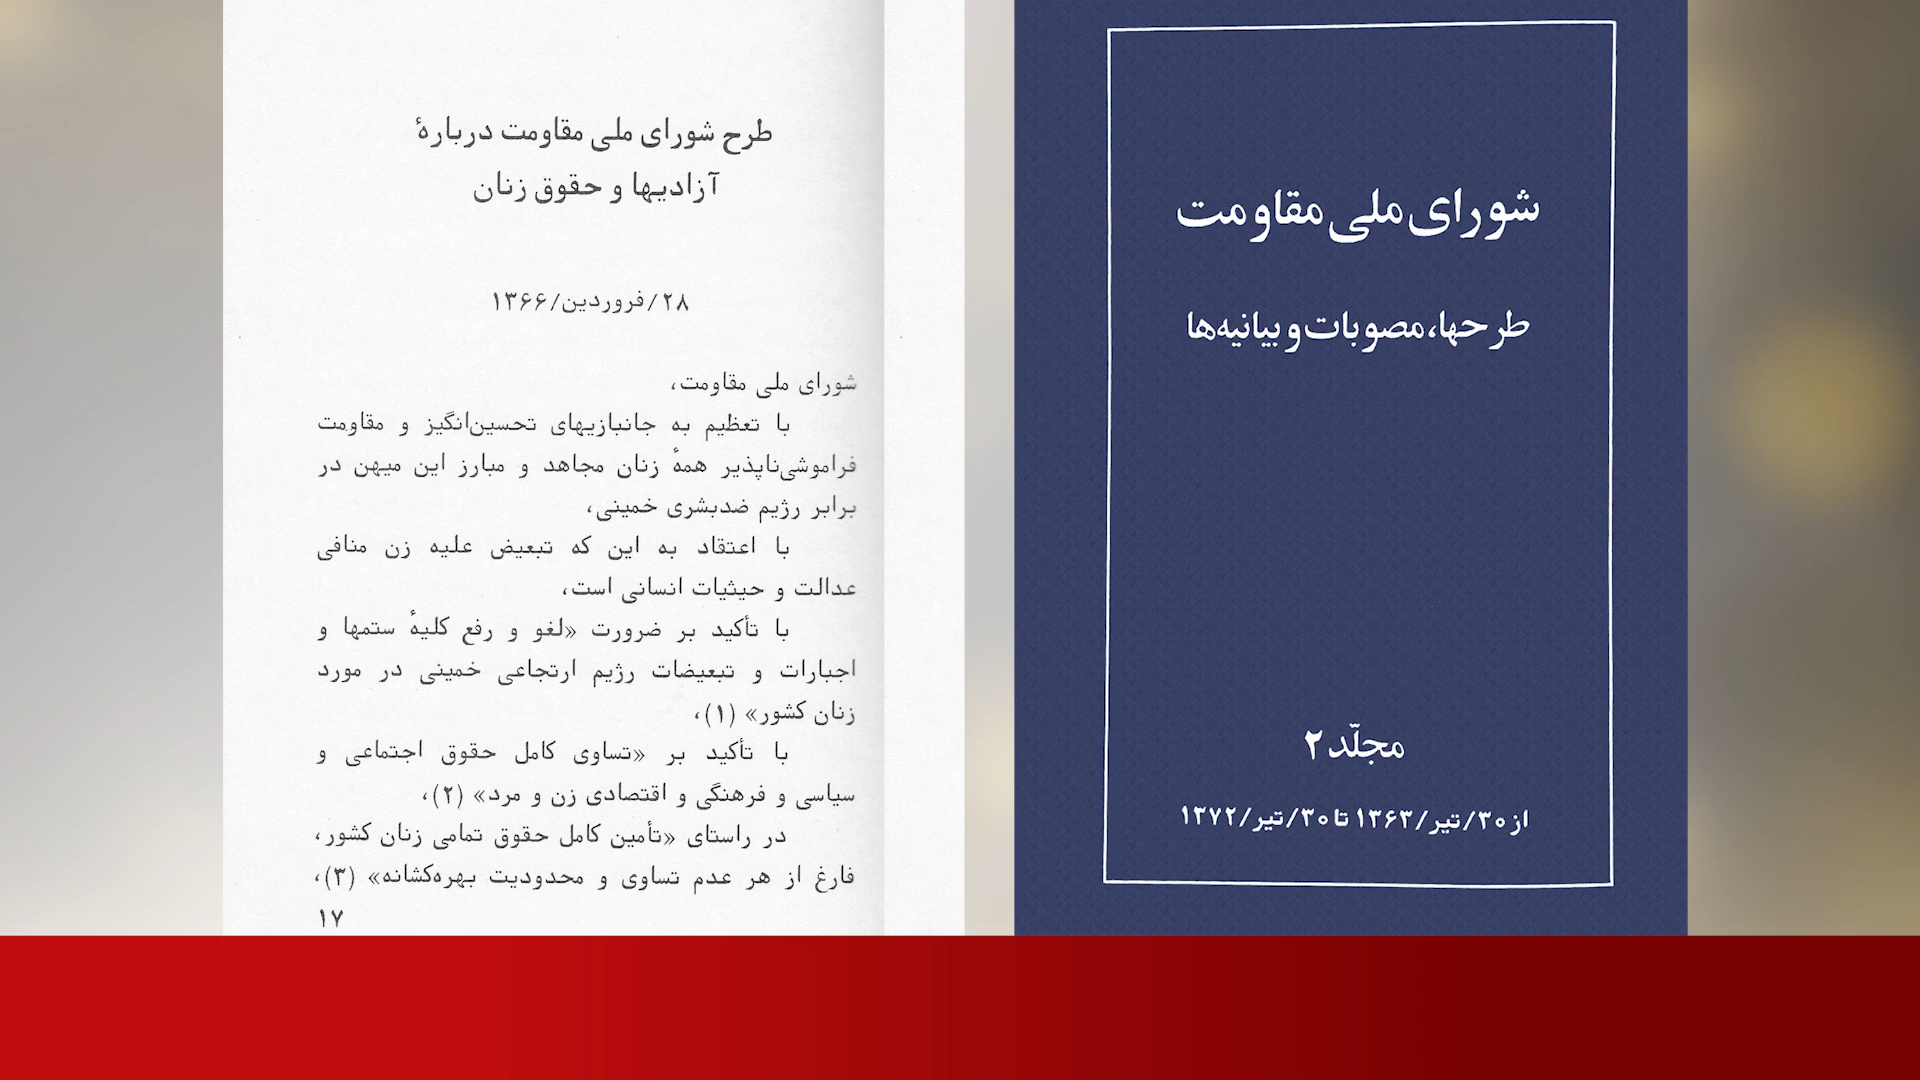 طرح شورای ملی مقاومت دربارهٔ
آزادیها و حقوق زنان
۲۸/فروردین/۱۳۶۶
شورای ملی مقاومت،
با تعظیم به جانبازیهای تحسین‌انگیز و مقاومت
فراموشی‌ناپذیر همهٔ زنان مجاهد و مبارز این میهن در
برابر رژیم ضدبشری خمینی،
با اعتقاد به این که تبعیض علیه زن منافی
عدالت و حیثیات انسانی است،
با تأکید بر ضرورت «لغو و رفع کلیهٔ ستمها و
اجبارات و تبعیضات رژیم ارتجاعی خمینی در مورد
زنان کشور» (۱)،
با تأکید بر «تساوی کامل حقوق اجتماعی و
سیاسی و فرهنگی و اقتصادی زن و مرد» (۲)،
در راستای «تأمین کامل حقوق تمامی زنان کشور،
فارغ از هر عدم تساوی و محدودیت بهره‌کشانه» (۳)،
۱۷
شورای ملی مقاومت
طرحها، مصوبات و بیانیه‌ها
مجلّد ۲
از ۳۰/تیر/۱۳۶۳ تا ۳۰/تیر/۱۳۷۲